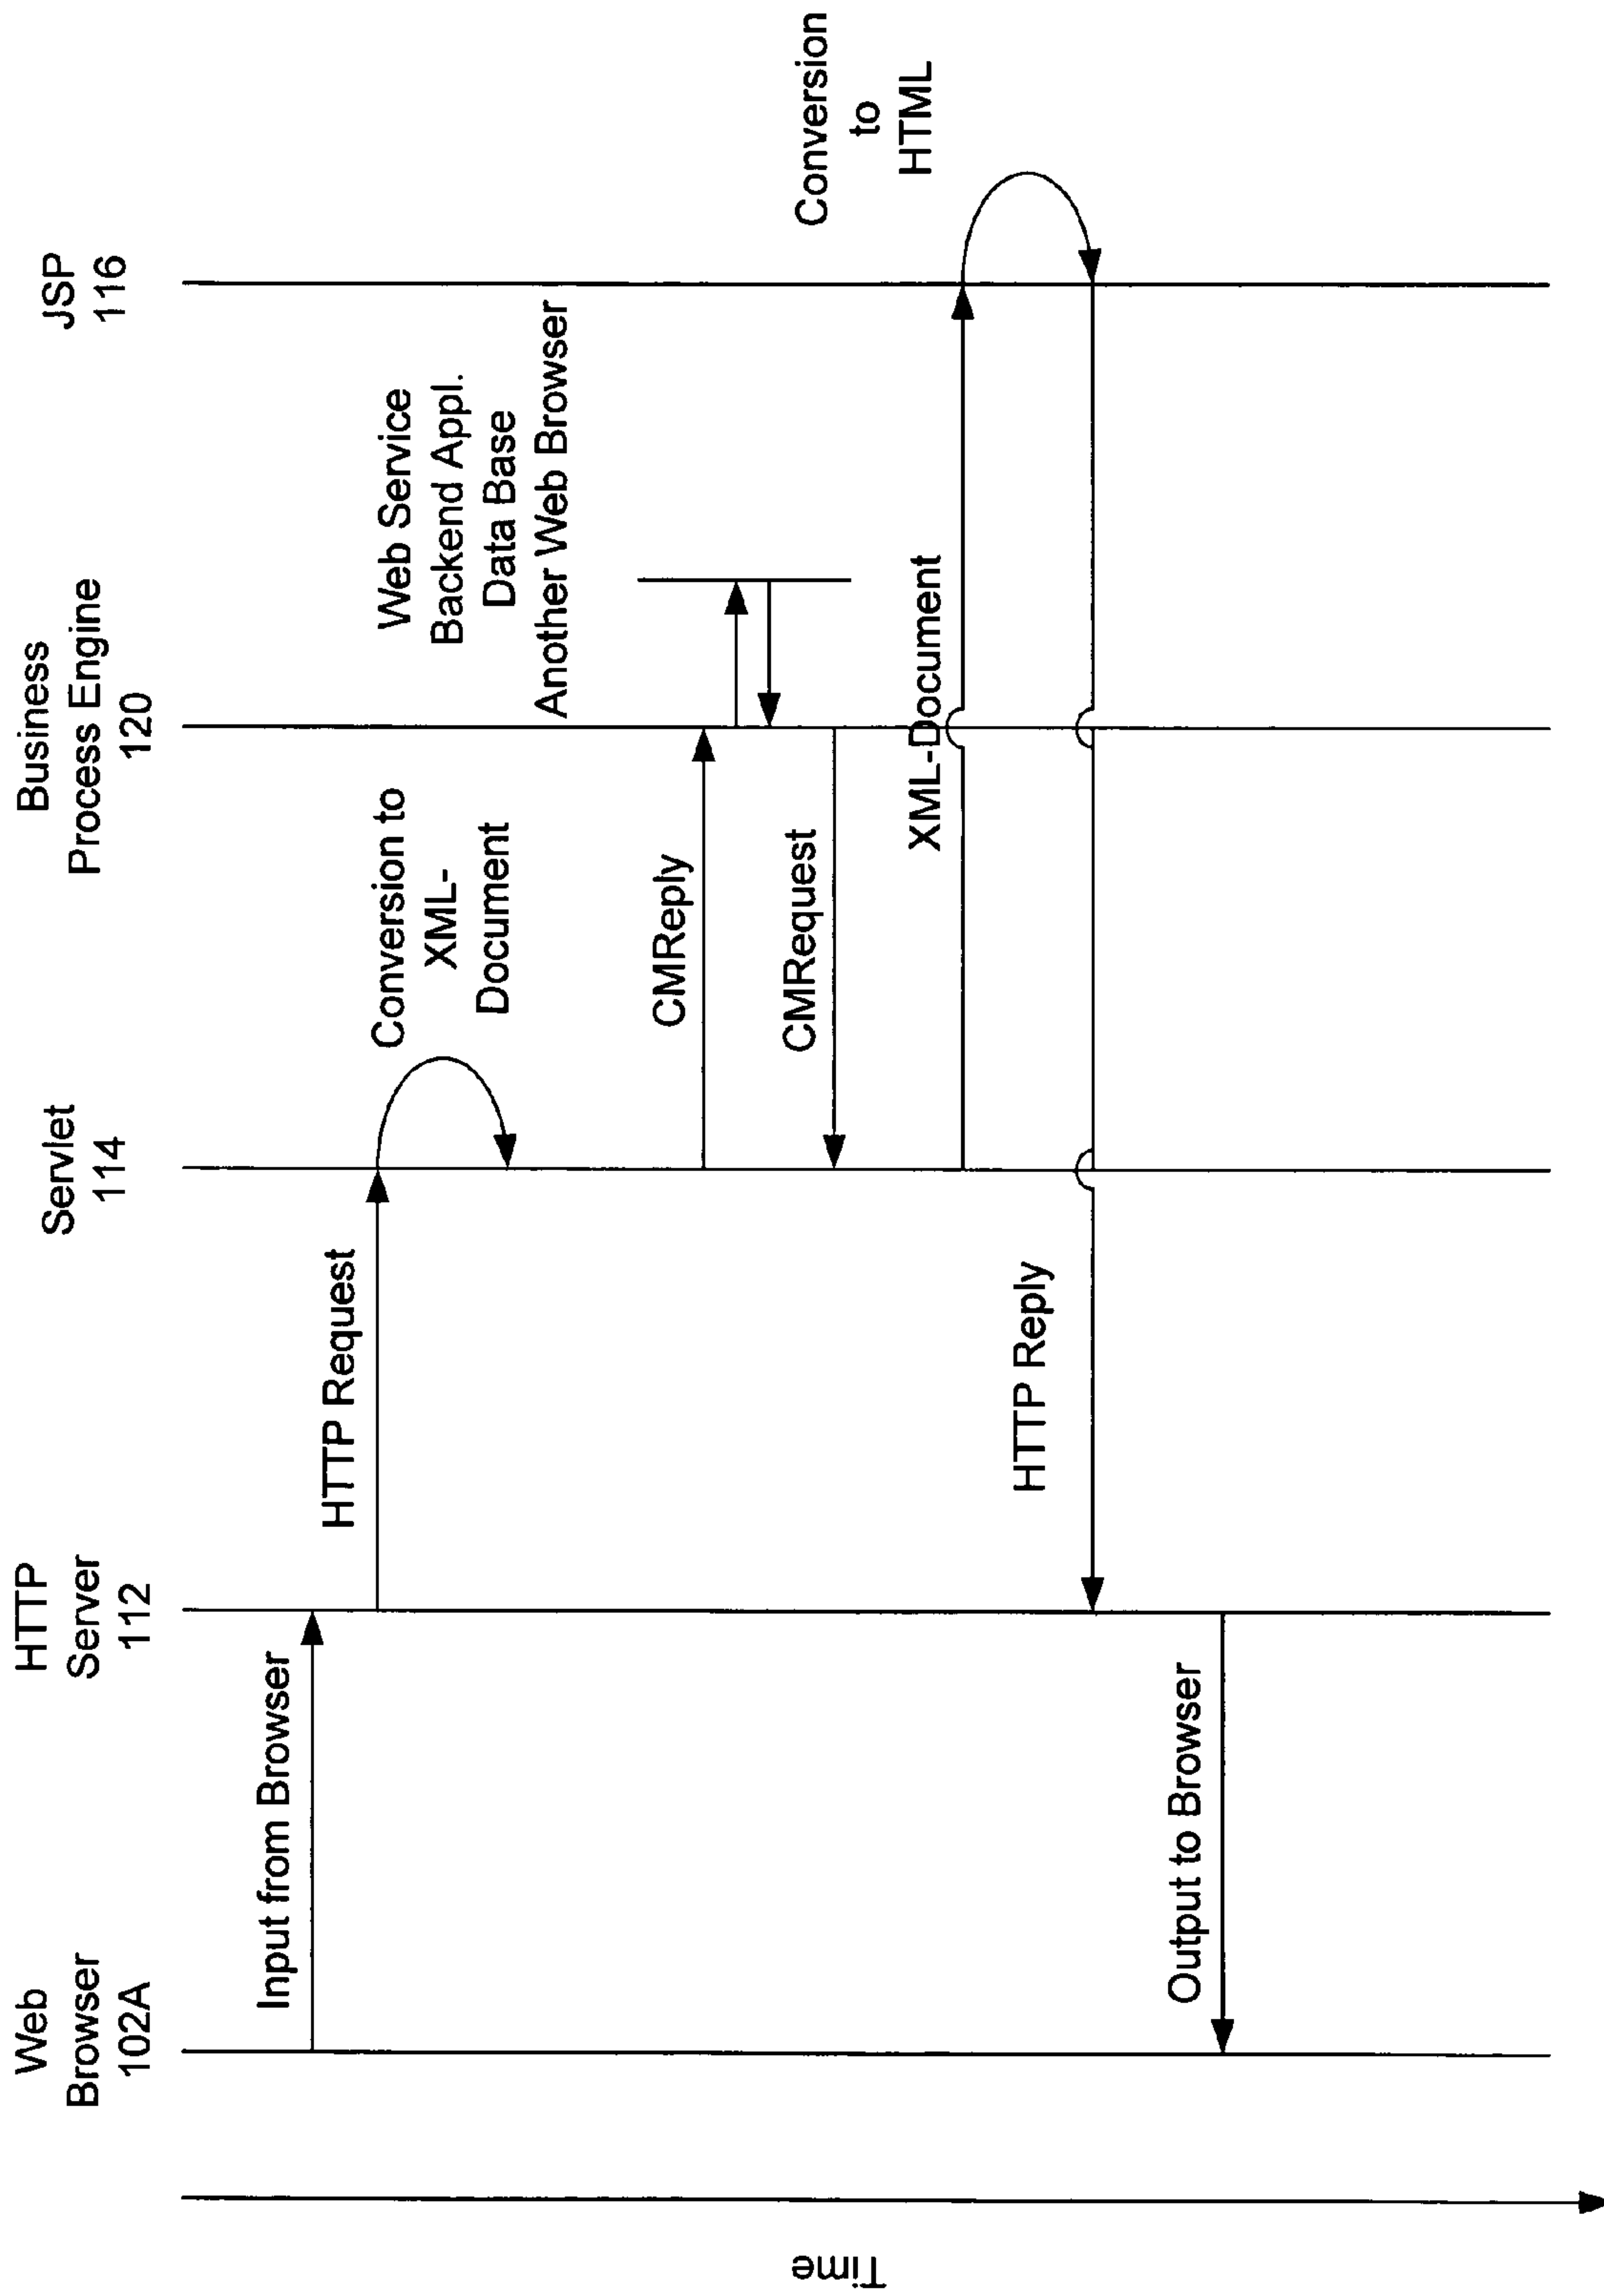 Web
Browser
102A
HTTP
Server
112
Servlet
114
Business
Process Engine
120
JSP
116
Time
Input from Browser
HTTP Request
Conversion to
XML-
Document
Web Service
Backend Appl.
Data Base
Another Web Browser
CMReply
CMRequest
XML-Document
Conversion
to
HTML
HTTP Reply
Output to Browser